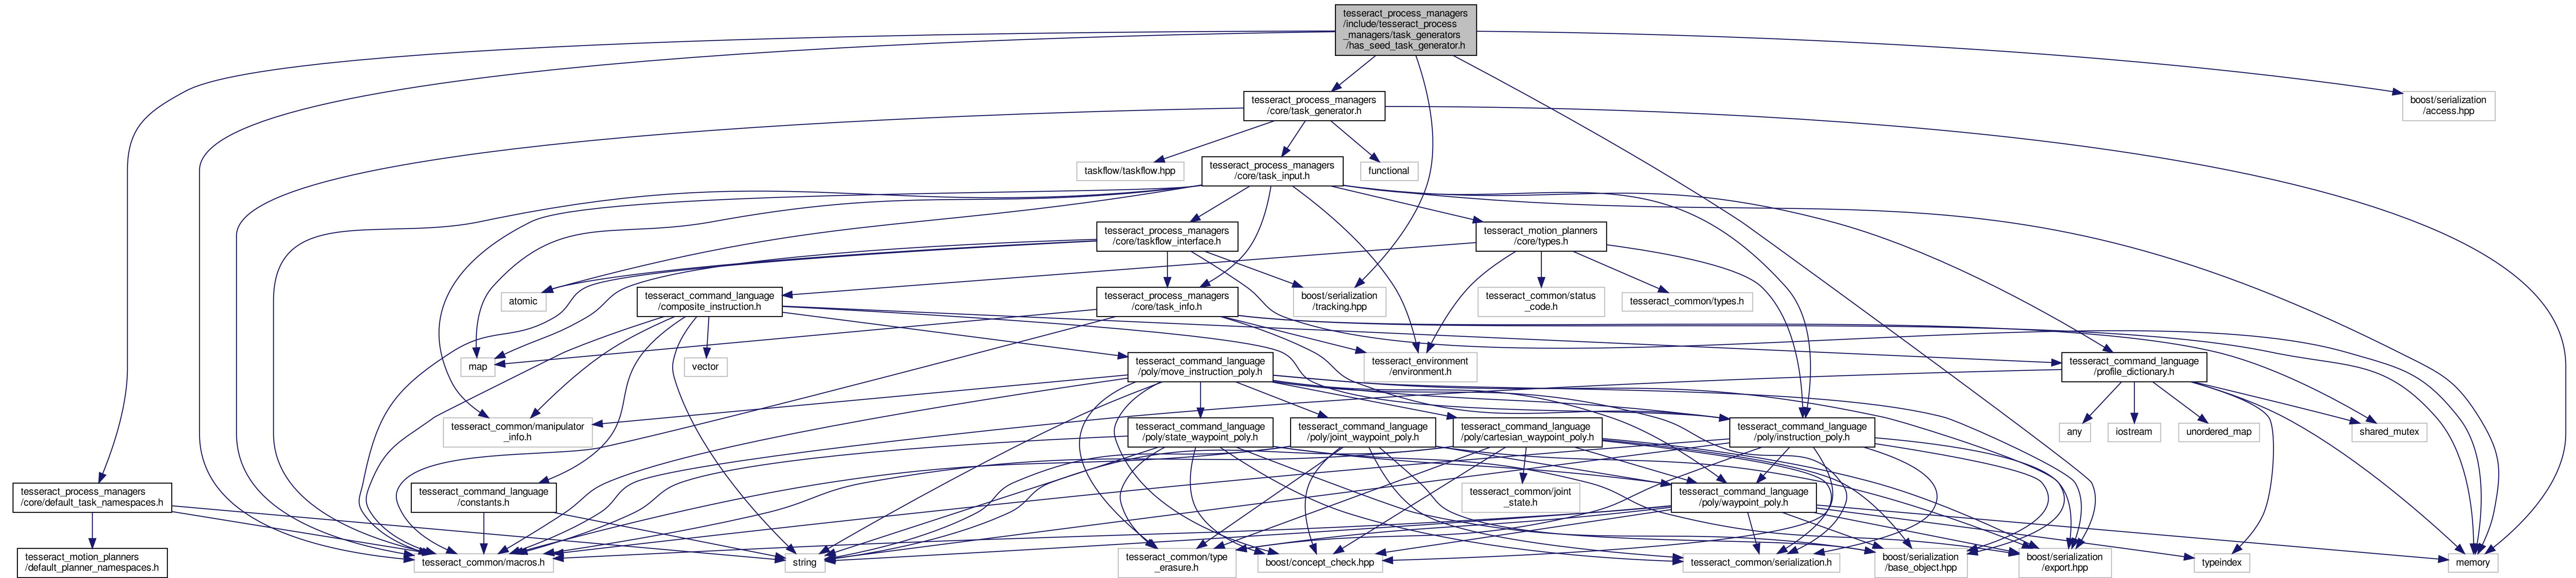 tesseract_process_managers
/include/tesseract_process
_managers/task_generators
/has_seed_task_generator.h
tesseract_process_managers
/core/task_generator.h
boost/serialization
/access.hpp
taskflow/taskflow.hpp
tesseract_process_managers
/core/task_input.h
functional
tesseract_process_managers
/core/taskflow_interface.h
tesseract_motion_planners
/core/types.h
atomic
tesseract_command_language
/composite_instruction.h
tesseract_process_managers
/core/task_info.h
boost/serialization
/tracking.hpp
tesseract_common/status
_code.h
tesseract_common/types.h
map
vector
tesseract_command_language
/poly/move_instruction_poly.h
tesseract_environment
/environment.h
tesseract_command_language
/profile_dictionary.h
tesseract_common/manipulator
_info.h
tesseract_command_language
/poly/state_waypoint_poly.h
tesseract_command_language
/poly/joint_waypoint_poly.h
tesseract_command_language
/poly/cartesian_waypoint_poly.h
tesseract_command_language
/poly/instruction_poly.h
any
iostream
unordered_map
shared_mutex
tesseract_process_managers
/core/default_task_namespaces.h
tesseract_command_language
/constants.h
tesseract_common/joint
_state.h
tesseract_command_language
/poly/waypoint_poly.h
tesseract_motion_planners
/default_planner_namespaces.h
tesseract_common/macros.h
string
tesseract_common/type
_erasure.h
boost/concept_check.hpp
tesseract_common/serialization.h
boost/serialization
/base_object.hpp
boost/serialization
/export.hpp
typeindex
memory